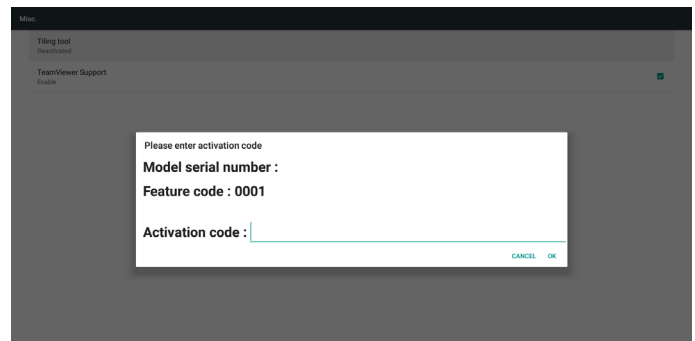 Misc.
Tiling tool
Deactivated
TeamViewer Support
Enable
Please enter activation code
Model serial number :
Feature code : 0001
Activation code :
CANCEL OK